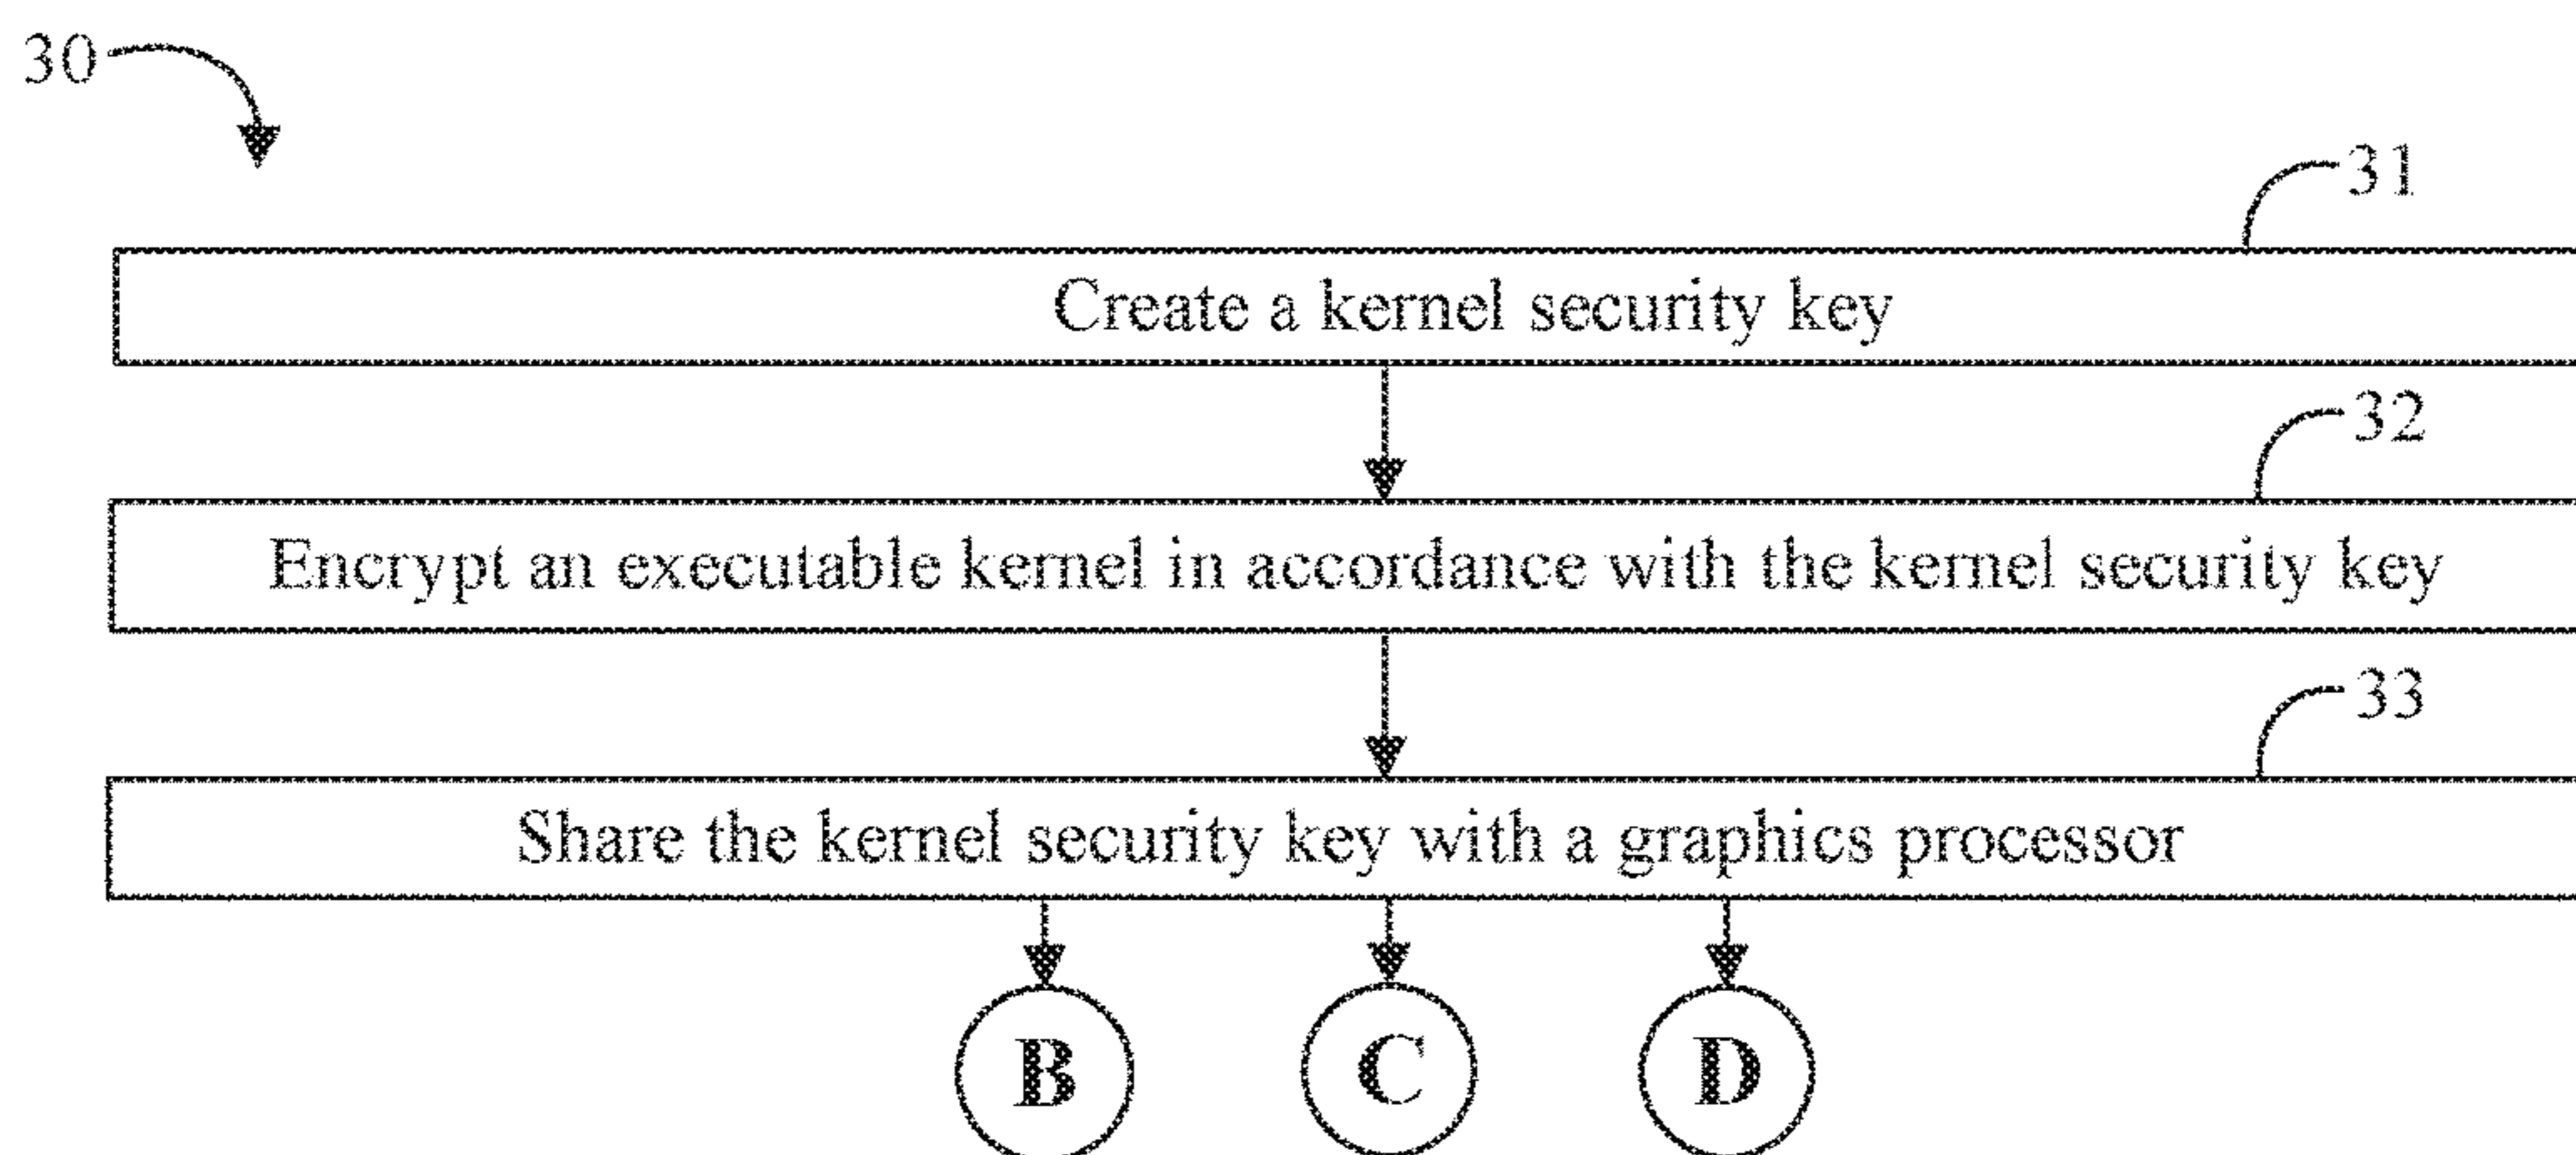 30
31
Create a kernel security key
32
Encrypt an executable kernel in accordance with the kernel security key
33
Share the kernel security key with a graphics processor
B C D